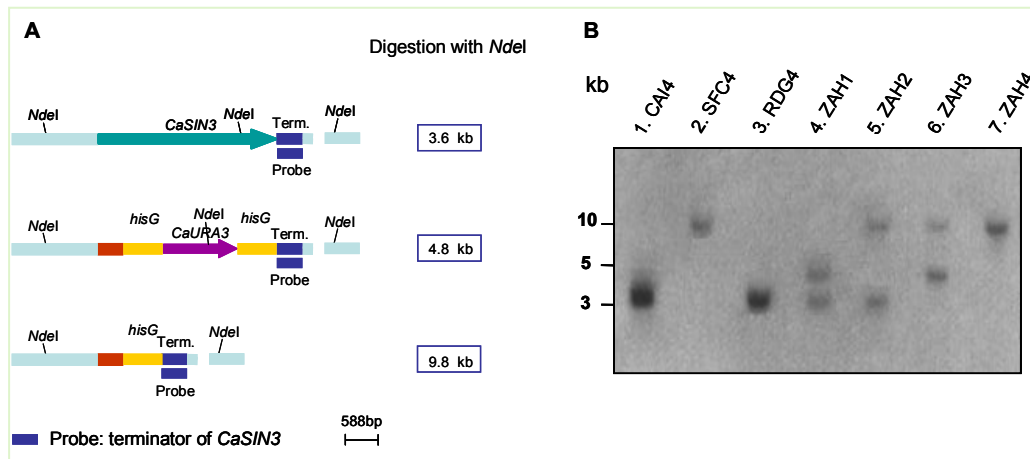 A
Digestion with NdeI
NdeI
CaSIN3
NdeI
Term.
NdeI
Probe
3.6 kb
NdeI
hisG
NdeI
CaURA3
hisG
Term.
NdeI
Probe
4.8 kb
NdeI
hisG
Term.
NdeI
Probe
9.8 kb
588bp
Probe: terminator of CaSIN3
B
kb
1. CAI4
2. SFC4
3. RDG4
4. ZAH1
5. ZAH2
6. ZAH3
7. ZAH4
10
5
3